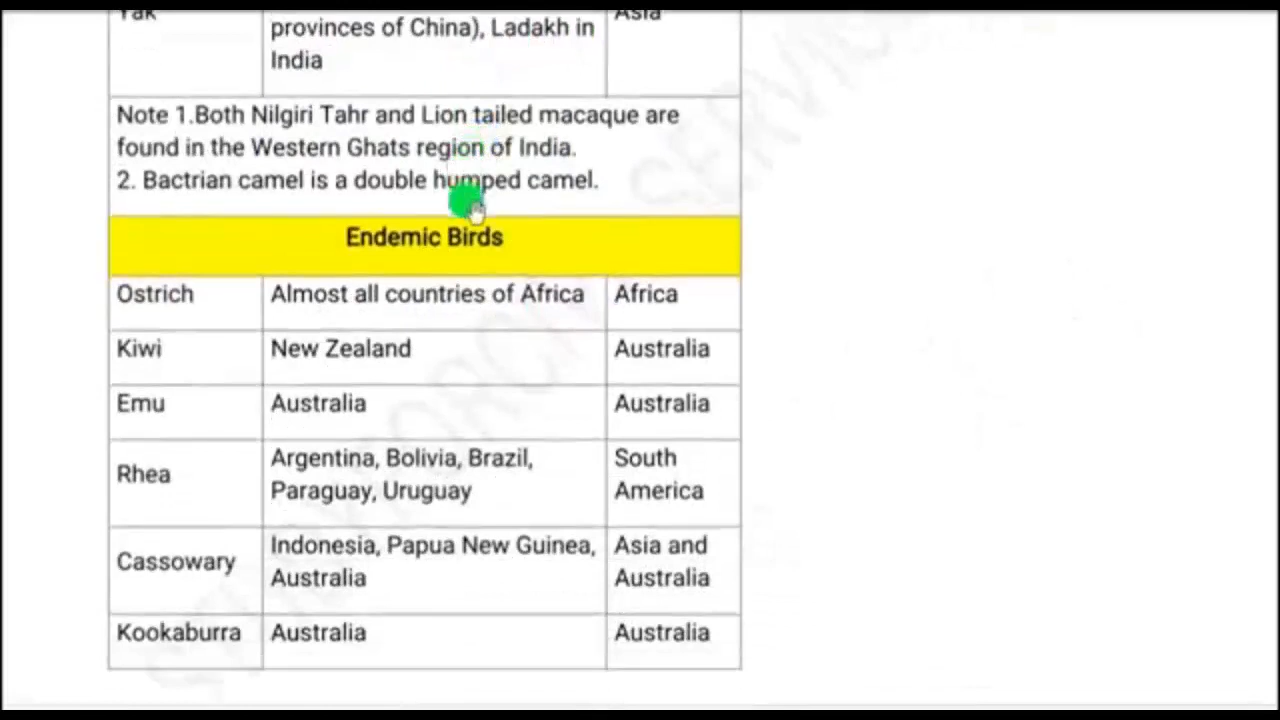 Yak
provinces of China), Ladakh in
India
Asia
Note 1.Both Nilgiri Tahr and Lion tailed macaque are
found in the Western Ghats region of India.
2. Bactrian camel is a double humped camel.
Endemic Birds
Ostrich Almost all countries of Africa Africa
Kiwi New Zealand Australia
Emu Australia Australia
Rhea Argentina, Bolivia, Brazil, South
Paraguay, Uruguay America
Cassowary Indonesia, Papua New Guinea, Asia and
Australia Australia
Kookaburra Australia Australia